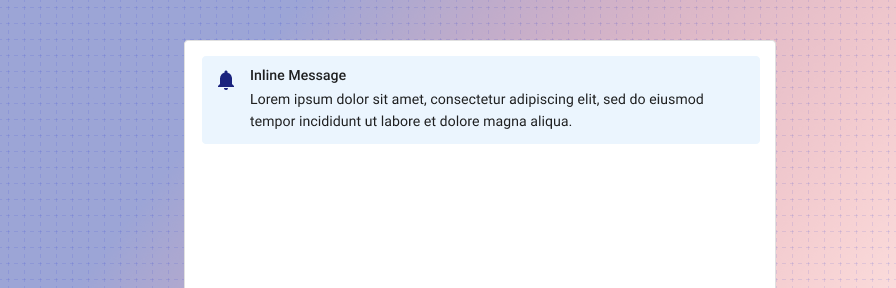 Inline Message
Lorem ipsum dolor sit amet, consectetur adipiscing elit, sed do eiusmod
tempor incididunt ut labore et dolore magna aliqua.